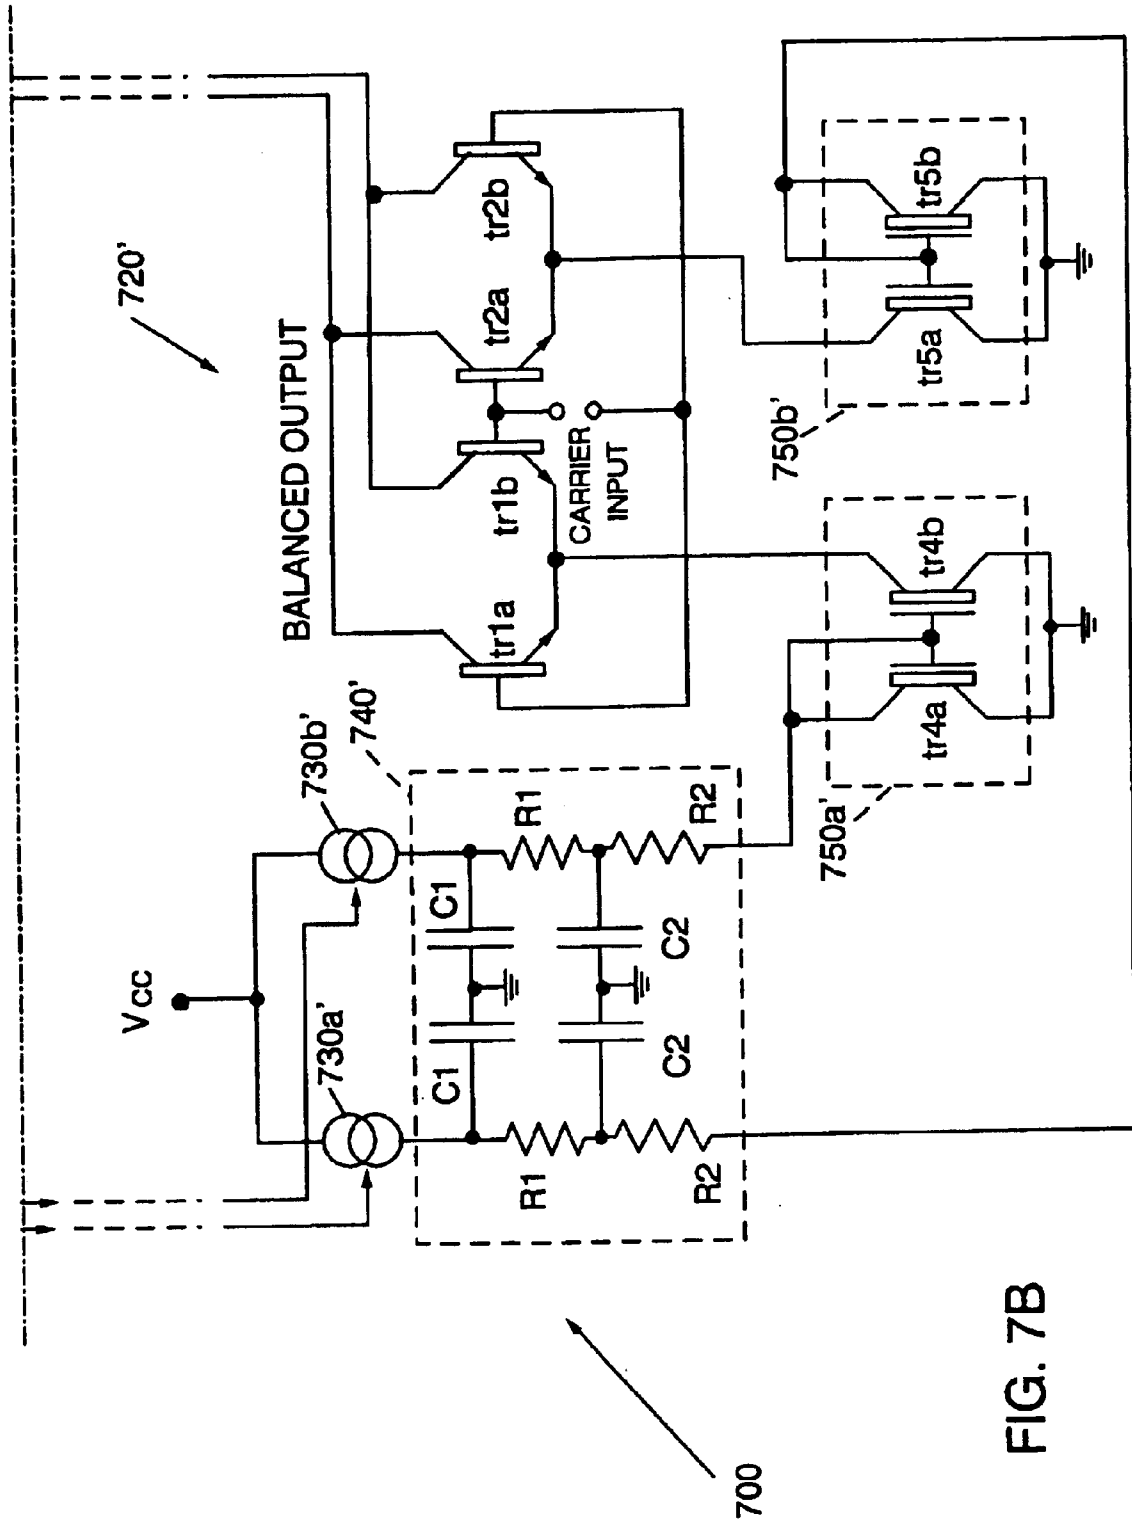 720'
BALANCED OUTPUT
tr1a
tr1b
tr2a
tr2b
CARRIER
INPUT
Vcc
730a'
730b'
740'
C1
C1
R1
R1
C2
C2
R2
R2
750a'
tr4a
tr4b
750b'
tr5a
tr5b
700
FIG. 7B